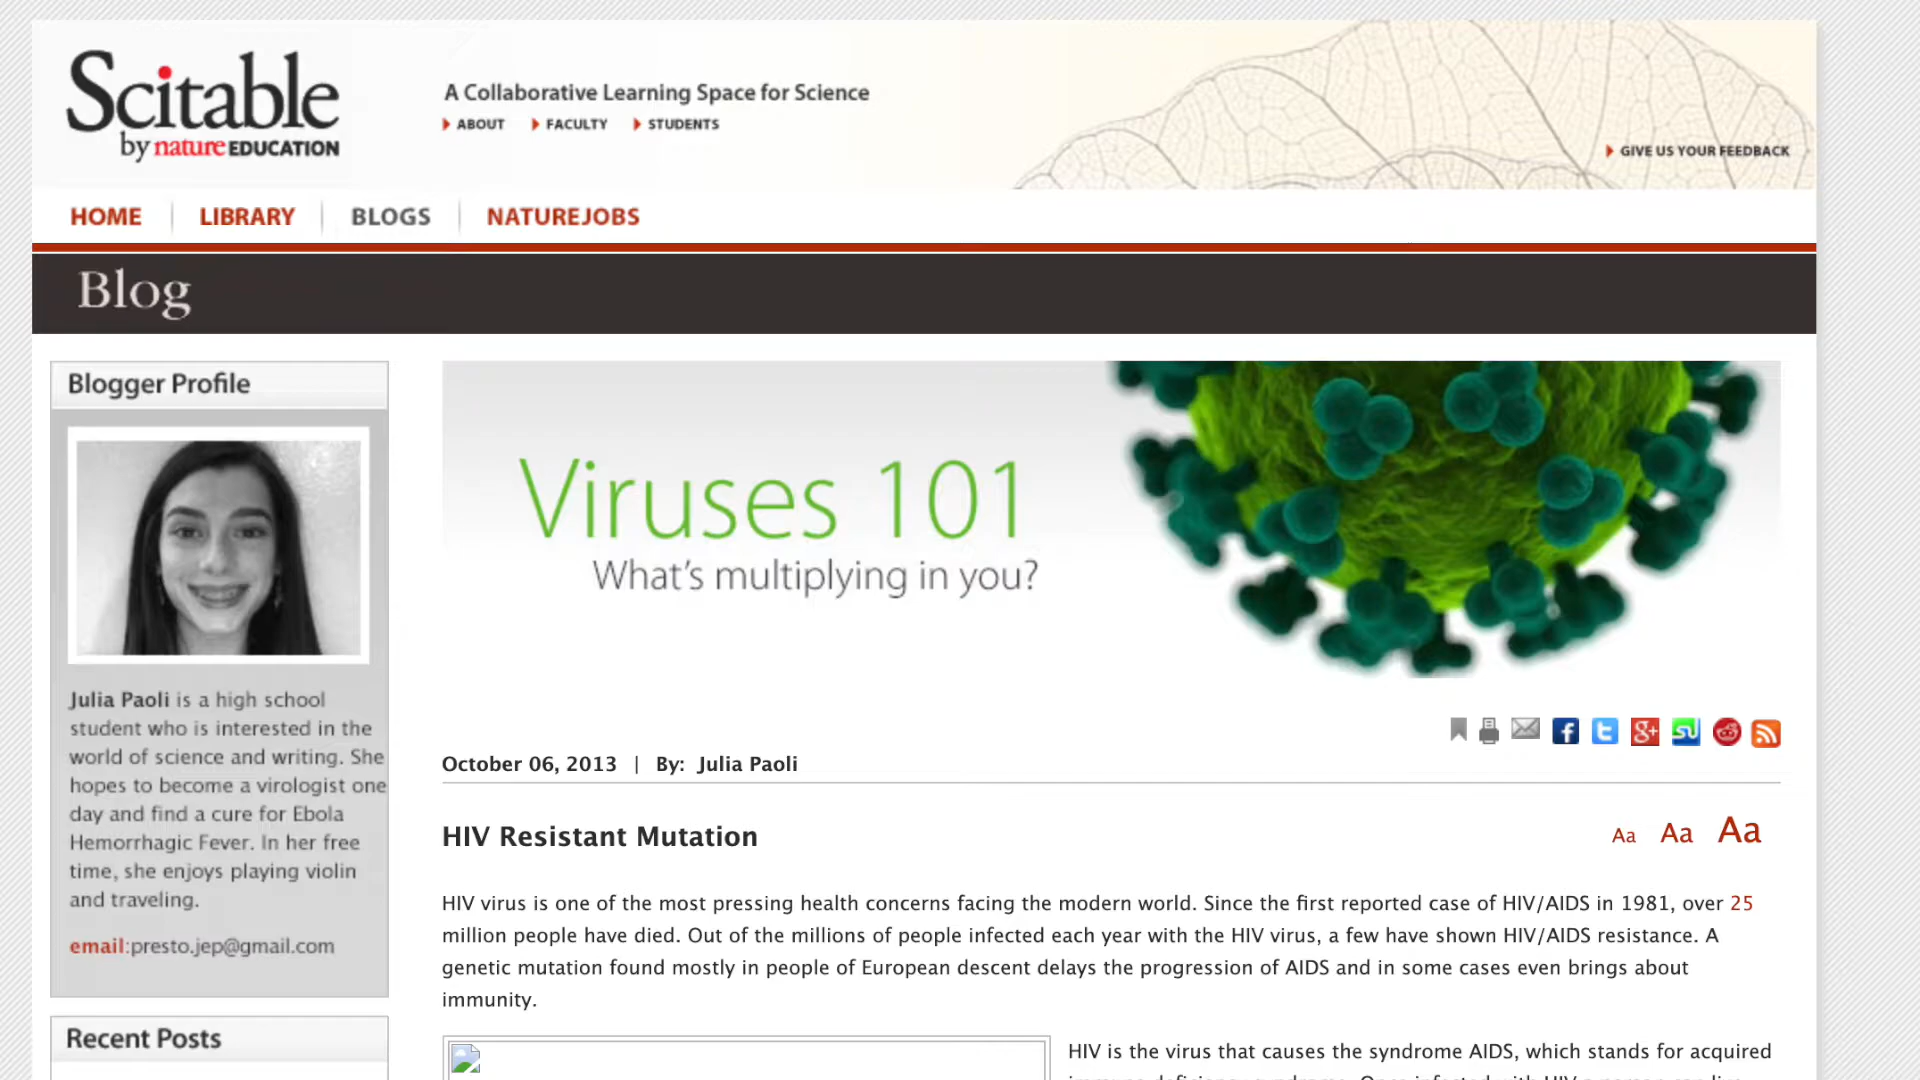 Scitable
by nature EDUCATION
A Collaborative Learning Space for Science
ABOUT
FACULTY
STUDENTS
GIVE US YOUR FEEDBACK
HOME
LIBRARY
BLOGS
NATUREJOBS
Blog
Blogger Profile
Julia Paoli is a high school
student who is interested in the
world of science and writing. She
hopes to become a virologist one
day and find a cure for Ebola
Hemorrhagic Fever. In her free
time, she enjoys playing violin
and traveling.
email:presto.jep@gmail.com
Recent Posts
Viruses 101
What's multiplying in you?
October 06, 2013 | By: Julia Paoli
HIV Resistant Mutation
Aa Aa Aa
HIV virus is one of the most pressing health concerns facing the modern world. Since the first reported case of HIV/AIDS in 1981, over 25
million people have died. Out of the millions of people infected each year with the HIV virus, a few have shown HIV/AIDS resistance. A
genetic mutation found mostly in people of European descent delays the progression of AIDS and in some cases even brings about
immunity.
HIV is the virus that causes the syndrome AIDS, which stands for acquired